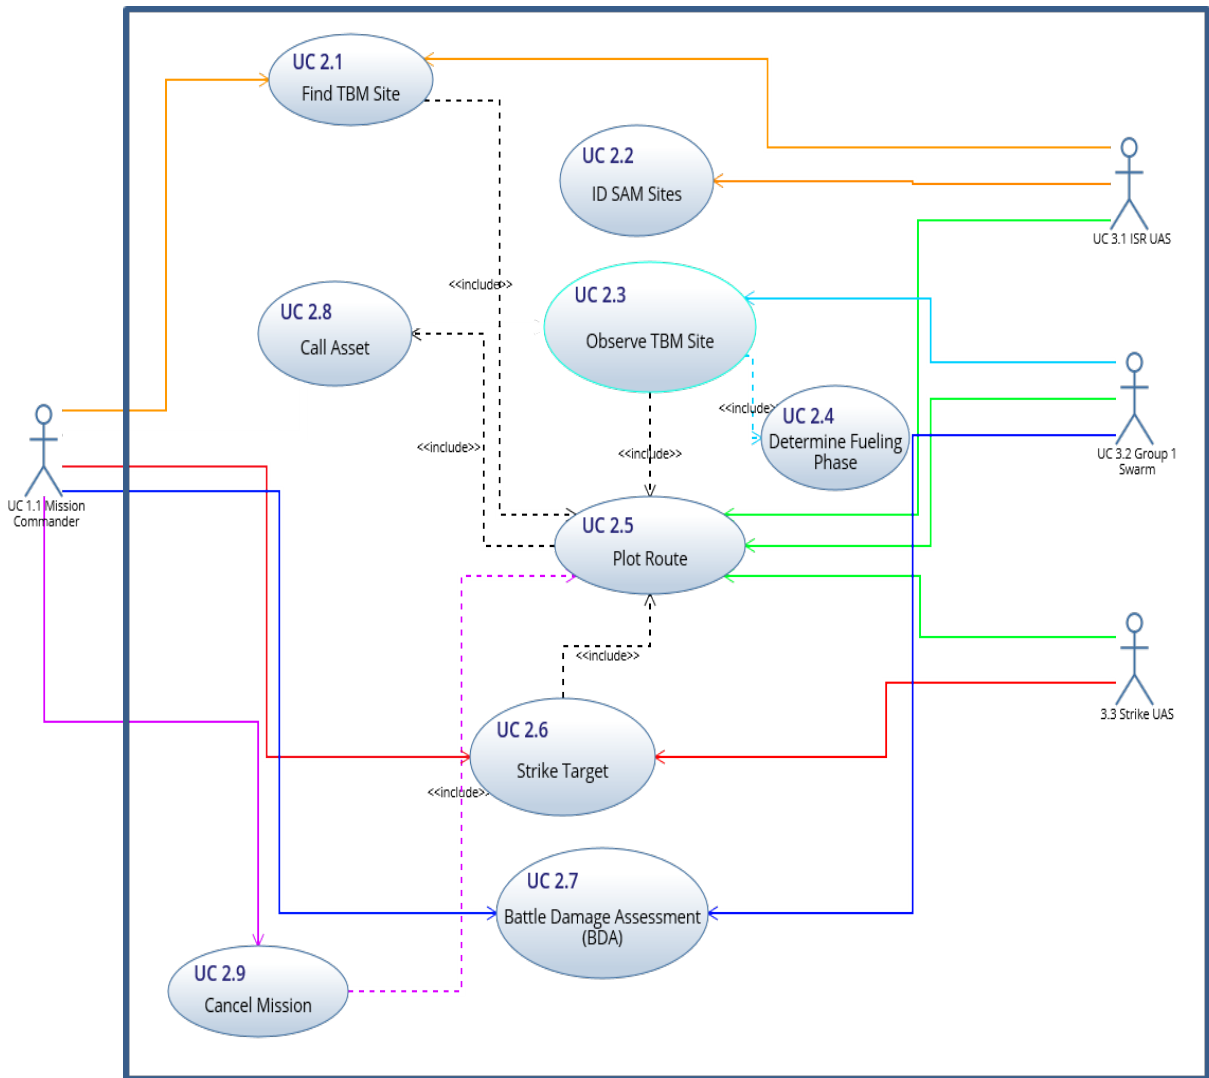 UC 2.1
Find TBM Site
UC 2.2
ID SAM Sites
UC 3.1 ISR UAS
<<include>>
UC 2.3
Observe TBM Site
UC 2.8
Call Asset
<<include>>
UC 2.4
Determine Fueling
Phase
<<include>>
<<include>>
UC 3.2 Group 1
Swarm
UC 1.1 Mission
Commander
UC 2.5
Plot Route
<<include>>
UC 2.6
Strike Target
3.3 Strike UAS
<<include>>
UC 2.7
Battle Damage Assessment
(BDA)
UC 2.9
Cancel Mission